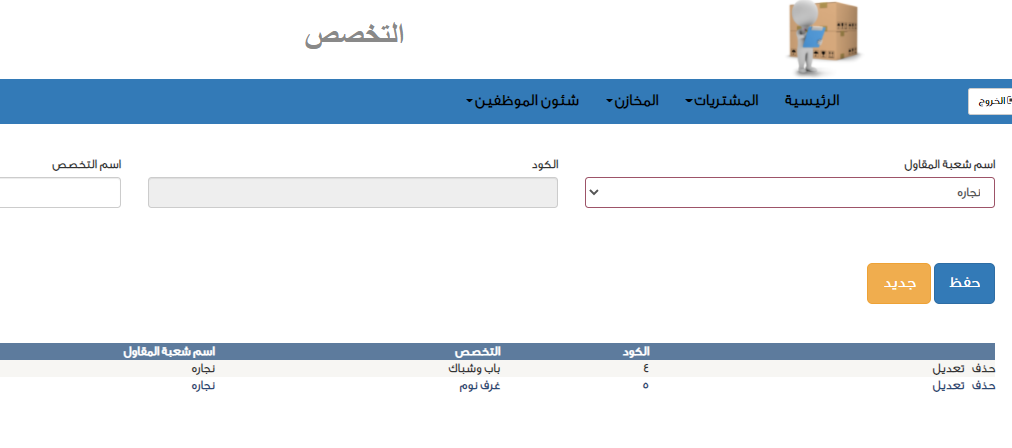 التخصص
الخروج
الرئيسية المشتريات المخازن شئون الموظفين
اسم شعبة المقاول الكود اسم التخصص
نجاره
حفظ جديد
الكود التخصص اسم شعبة المقاول
حذف تعديل ٤ باب وشباك نجاره
حذف تعديل ٥ غرف نوم نجاره